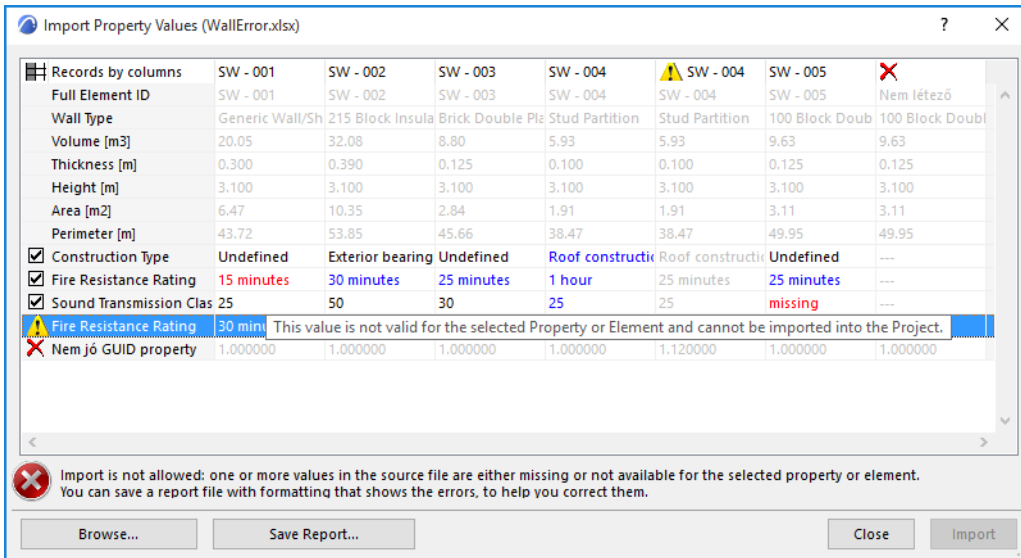 Import Property Values (WallError.xlsx) ? ×
Records by columns SW - 001 SW - 002 SW - 003 SW - 004 SW - 004 SW - 005
Full Element ID SW - 001 SW - 002 SW - 003 SW - 004 SW - 004 SW - 005 Nem létező
Wall Type Generic Wall/Sh 215 Block Insula Brick Double Pla Stud Partition Stud Partition 100 Block Doub 100 Block Doubl
Volume [m3] 20.05 32.08 8.80 5.93 5.93 9.63 9.63
Thickness [m] 0.300 0.390 0.125 0.100 0.100 0.125 0.125
Height [m] 3.100 3.100 3.100 3.100 3.100 3.100 3.100
Area [m2] 6.47 10.35 2.84 1.91 1.91 3.11 3.11
Perimeter [m] 43.72 53.85 45.66 38.47 38.47 49.95 49.95
Construction Type Undefined Exterior bearing Undefined Roof constructi Roof constructi Undefined ---
Fire Resistance Rating 15 minutes 30 minutes 25 minutes 1 hour 25 minutes 25 minutes ---
Sound Transmission Clas 25 50 30 25 25 missing ---
Fire Resistance Rating 30 minu This value is not valid for the selected Property or Element and cannot be imported into the Project.
Nem jó GUID property 1.000000 1.000000 1.000000 1.000000 1.120000 1.000000 1.000000
Import is not allowed: one or more values in the source file are either missing or not available for the selected property or element.
You can save a report file with formatting that shows the errors, to help you correct them.
Browse... Save Report... Close Import